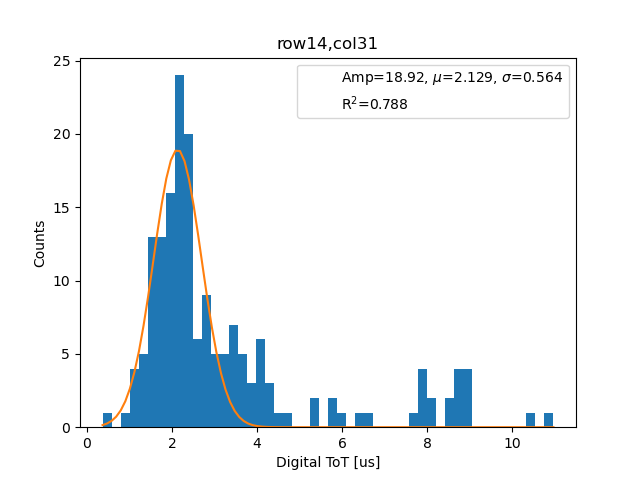 row14,col31
Amp=18.92, μ=2.129, σ=0.564
R²=0.788
25
20
15
10
5
0
Counts
0 2 4 6 8 10
Digital ToT [us]